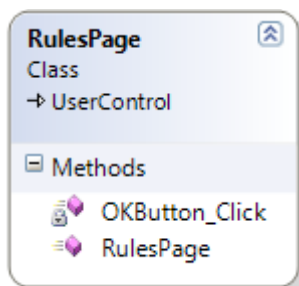 RulesPage
Class
UserControl
Methods
OKButton_Click
RulesPage